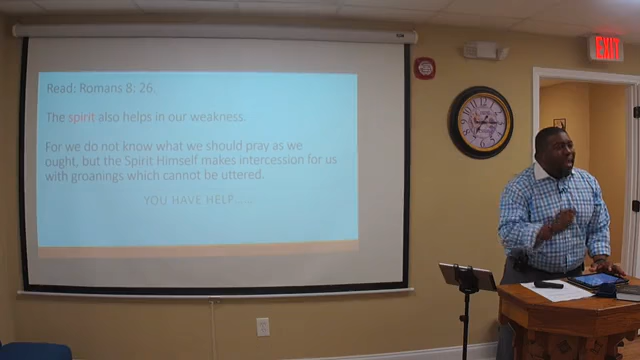 Read: Romans 8: 26.
The spirit also helps in our weakness.
For we do not know what we should pray as we
ought, but the Spirit Himself makes intercession for us
with groanings which cannot be uttered.
YOU HAVE HELP....
EXIT